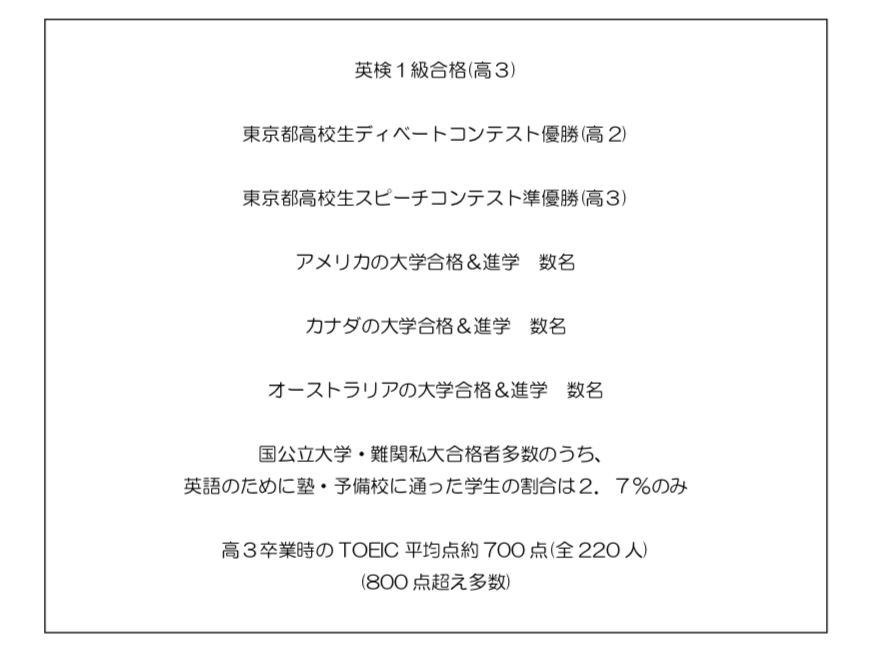 英検１級合格(高３)
東京都高校生ディベートコンテスト優勝(高２)
東京都高校生スピーチコンテスト準優勝(高３)
アメリカの大学合格＆進学　数名
カナダの大学合格＆進学　数名
オーストラリアの大学合格＆進学　数名
国公立大学・難関私大合格者多数のうち、
英語のために塾・予備校に通った学生の割合は２．７％のみ
高３卒業時の TOEIC 平均点約 700 点(全 220 人)
(800 点超え多数)